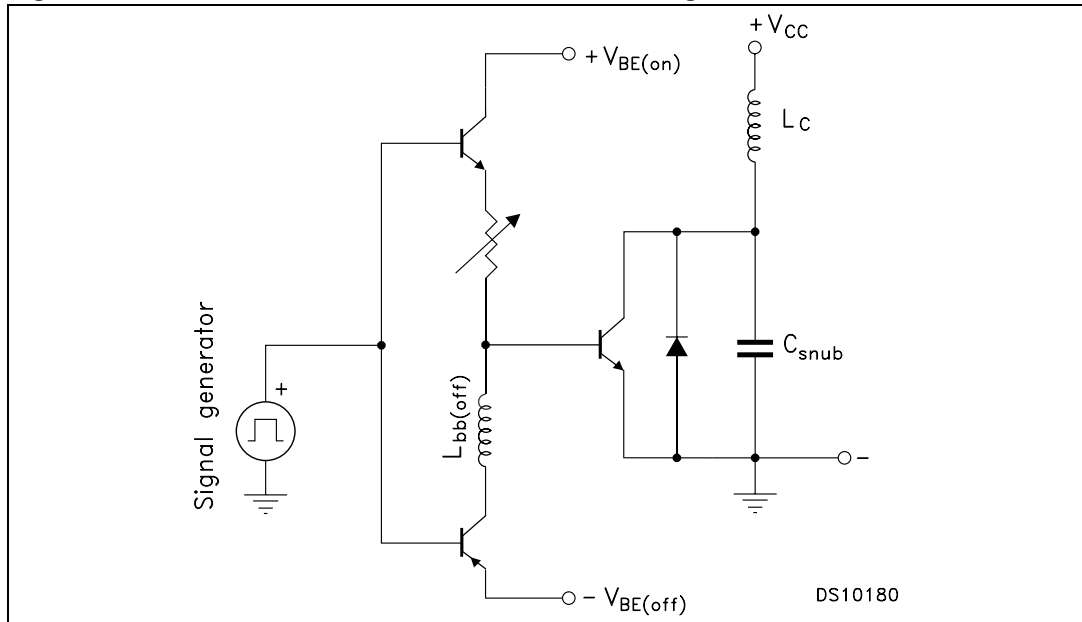 + VCC
+ VBE(on)
LC
Signal generator
+
Csnub
Lbb(off)
-
- VBE(off)
DS10180